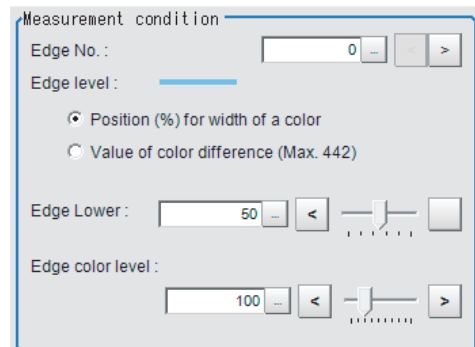 Measurement condition
Edge No. : 0 ... < >
Edge level :
Position (%) for width of a color
Value of color difference (Max. 442)
Edge Lower : 50 ... <
Edge color level :
100 ... < >